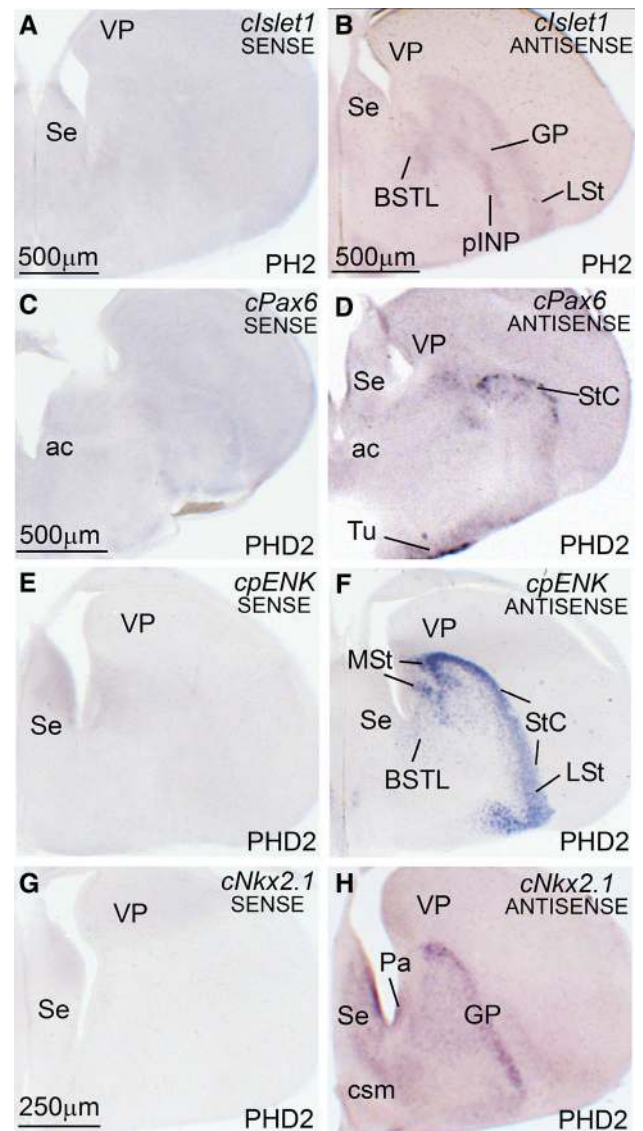 A
cIslet1
SENSE
VP
Se
500µm
PH2
B
cIslet1
ANTISENSE
VP
Se
GP
BSTL
LSt
pINP
500µm
PH2
C
cPax6
SENSE
ac
500µm
PHD2
D
cPax6
ANTISENSE
VP
Se
StC
ac
Tu
PHD2
E
cpENK
SENSE
VP
Se
PHD2
F
cpENK
ANTISENSE
VP
MSt
Se
StC
BSTL
LSt
PHD2
G
cNkx2.1
SENSE
VP
Se
250µm
PHD2
H
cNkx2.1
ANTISENSE
VP
Pa
Se
GP
csm
PHD2